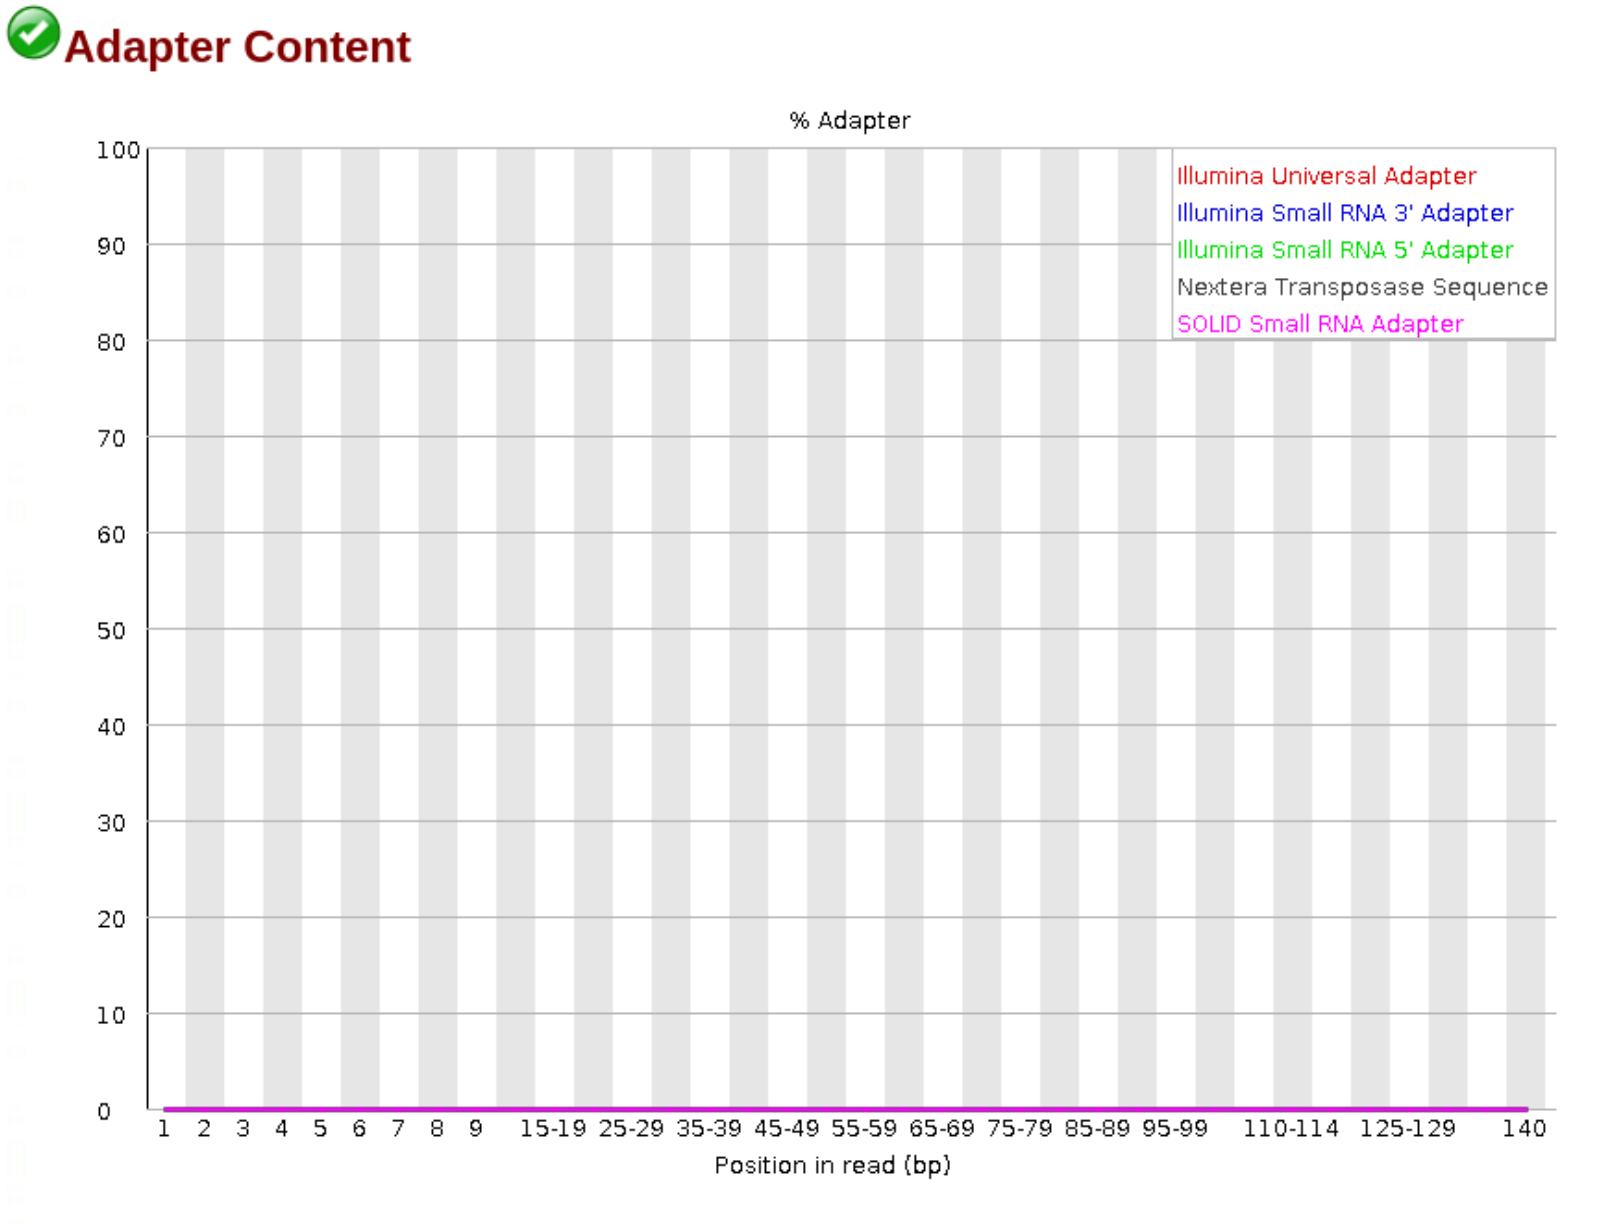 Adapter Content
% Adapter
100
Illumina Universal Adapter
Illumina Small RNA 3' Adapter
Illumina Small RNA 5' Adapter
Nextera Transposase Sequence
SOLID Small RNA Adapter
90
80
70
60
50
40
30
20
10
0
1 2 3 4 5 6 7 8 9 15-19 25-29 35-39 45-49 55-59 65-69 75-79 85-89 95-99 110-114 125-129 140
Position in read (bp)